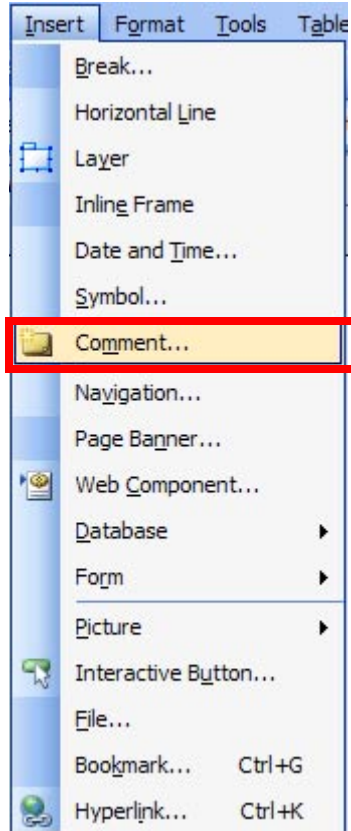 Insert Format Tools Table
Break...
Horizontal Line
Layer
Inline Frame
Date and Time...
Symbol...
Comment...
Navigation...
Page Banner...
Web Component...
Database
Form
Picture
Interactive Button...
File...
Bookmark... Ctrl+G
Hyperlink... Ctrl+K